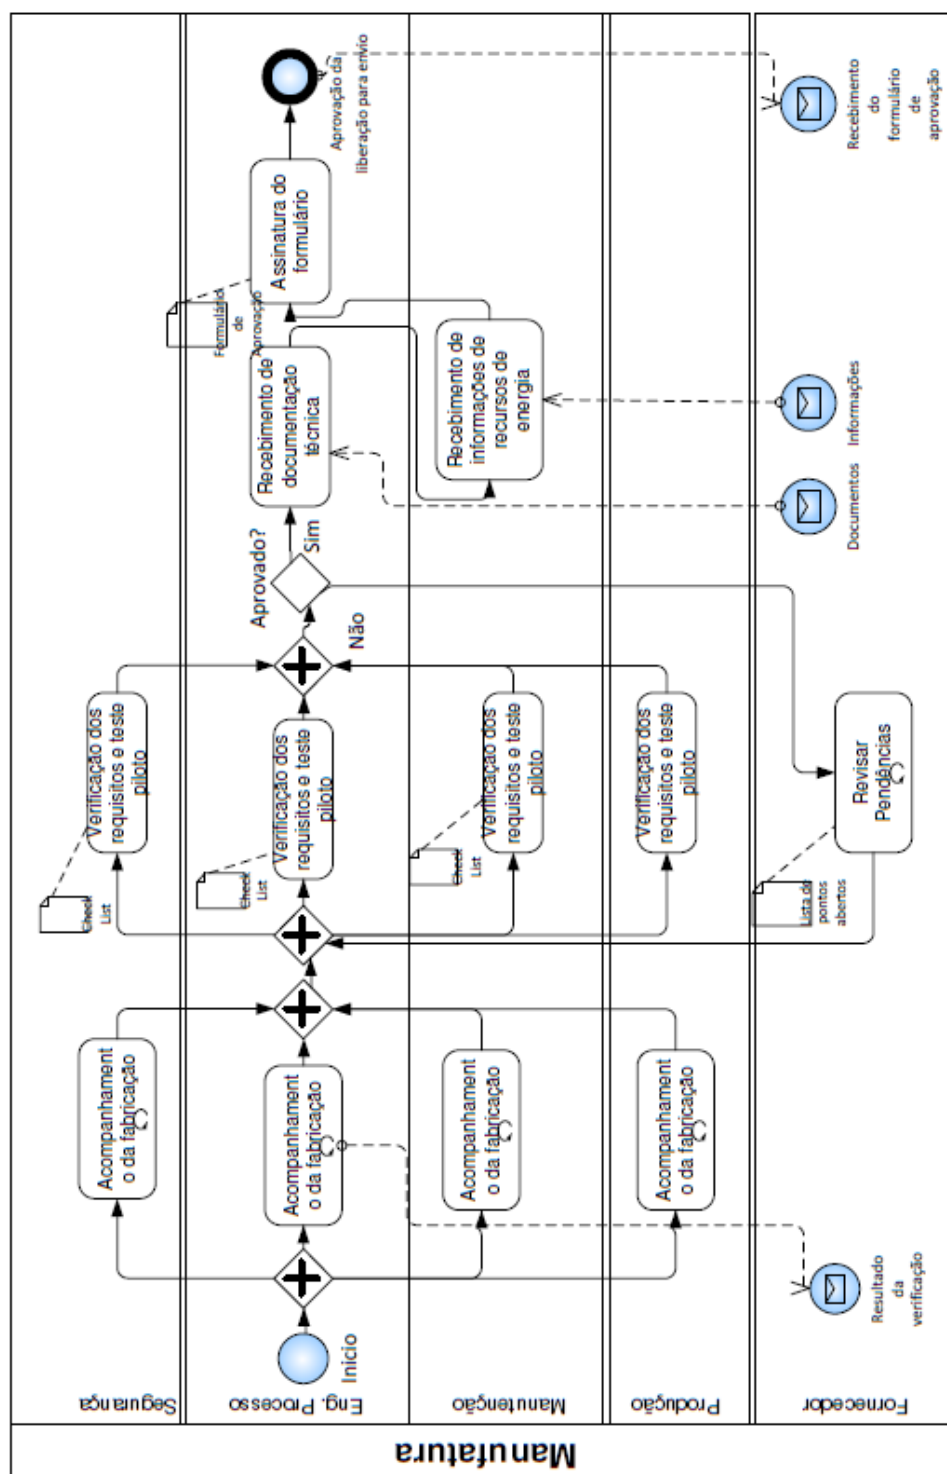 Manufatura
Segurança
Eng. Processo
Manutenção
Produção
Fornecedor
Acompanhament
o da fabricação
Check
List
Verificação dos
requisitos e teste
piloto
Inicio
Acompanhament
o da fabricação
Check
List
Verificação dos
requisitos e teste
piloto
Aprovado?
Não
Sim
Recebimento de
documentação
técnica
Formulário
de
Aprovação
Assinatura do
formulário
Aprovação da
liberação para envio
Acompanhament
o da fabricação
Check
List
Verificação dos
requisitos e teste
piloto
Recebimento de
informações de
recursos de
energia
Acompanhament
o da fabricação
Verificação dos
requisitos e teste
piloto
Resultado
da
verificação
Lista de
pontos
abertos
Revisar
Pendências
Documentos
Informações
Recebimento
do
formulário
de
aprovação